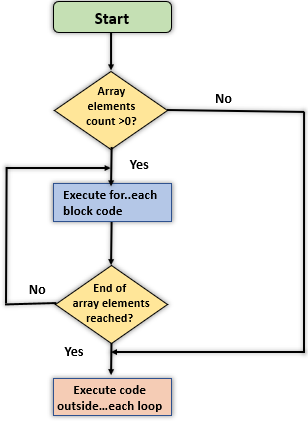 Start
Array
elements
count >0?
No
Yes
Execute for..each
block code
End of
array elements
reached?
No
Yes
Execute code
outside...each loop